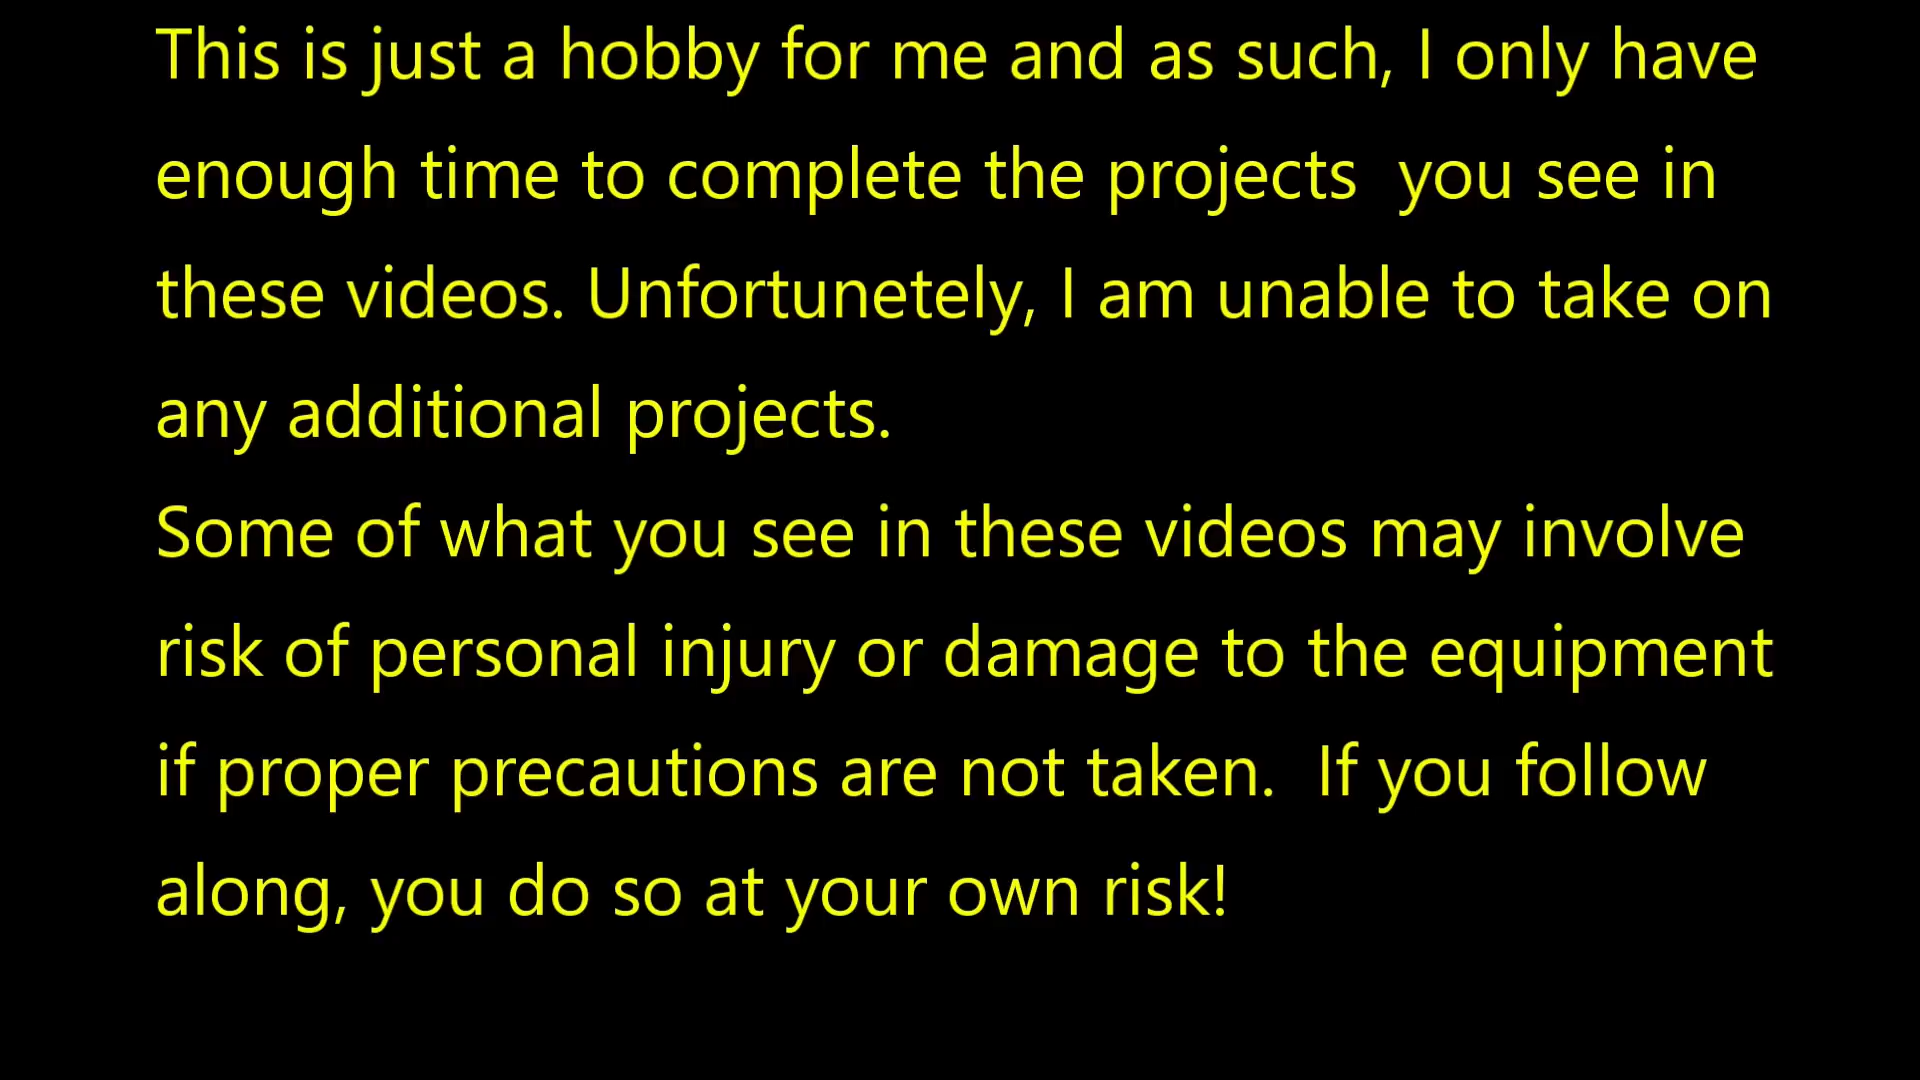 This is just a hobby for me and as such, I only have
enough time to complete the projects  you see in
these videos. Unfortunetely, I am unable to take on
any additional projects.
Some of what you see in these videos may involve
risk of personal injury or damage to the equipment
if proper precautions are not taken.  If you follow
along, you do so at your own risk!